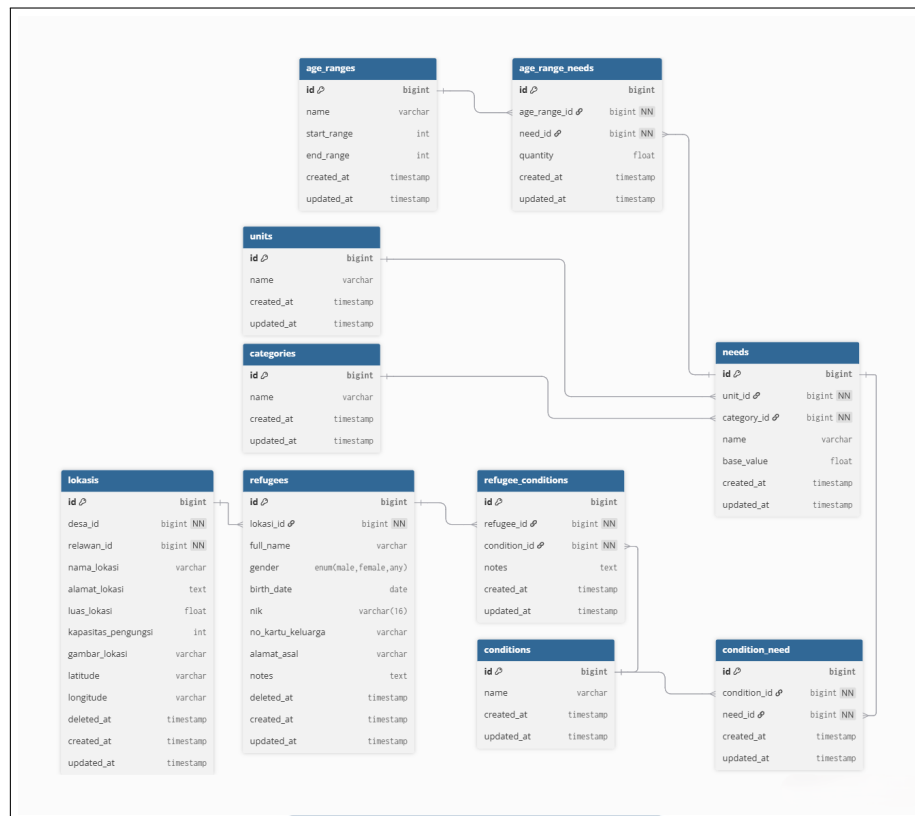 age_ranges
id bigint
name varchar
start_range int
end_range int
created_at timestamp
updated_at timestamp
age_range_needs
id bigint
age_range_id bigint NN
need_id bigint NN
quantity float
created_at timestamp
updated_at timestamp
units
id bigint
name varchar
created_at timestamp
updated_at timestamp
categories
id bigint
name varchar
created_at timestamp
updated_at timestamp
needs
id bigint
unit_id bigint NN
category_id bigint NN
name varchar
base_value float
created_at timestamp
updated_at timestamp
lokasis
id bigint
desa_id bigint NN
relawan_id bigint NN
nama_lokasi varchar
alamat_lokasi text
luas_lokasi float
kapasitas_pengungsi int
gambar_lokasi varchar
latitude varchar
longitude varchar
deleted_at timestamp
created_at timestamp
updated_at timestamp
refugees
id bigint
lokasi_id bigint NN
full_name varchar
gender enum(male,female,any)
birth_date date
nik varchar(16)
no_kartu_keluarga varchar
alamat_asal varchar
notes text
deleted_at timestamp
created_at timestamp
updated_at timestamp
refugee_conditions
id bigint
refugee_id bigint NN
condition_id bigint NN
notes text
created_at timestamp
updated_at timestamp
conditions
id bigint
name varchar
created_at timestamp
updated_at timestamp
condition_need
id bigint
condition_id bigint NN
need_id bigint NN
created_at timestamp
updated_at timestamp